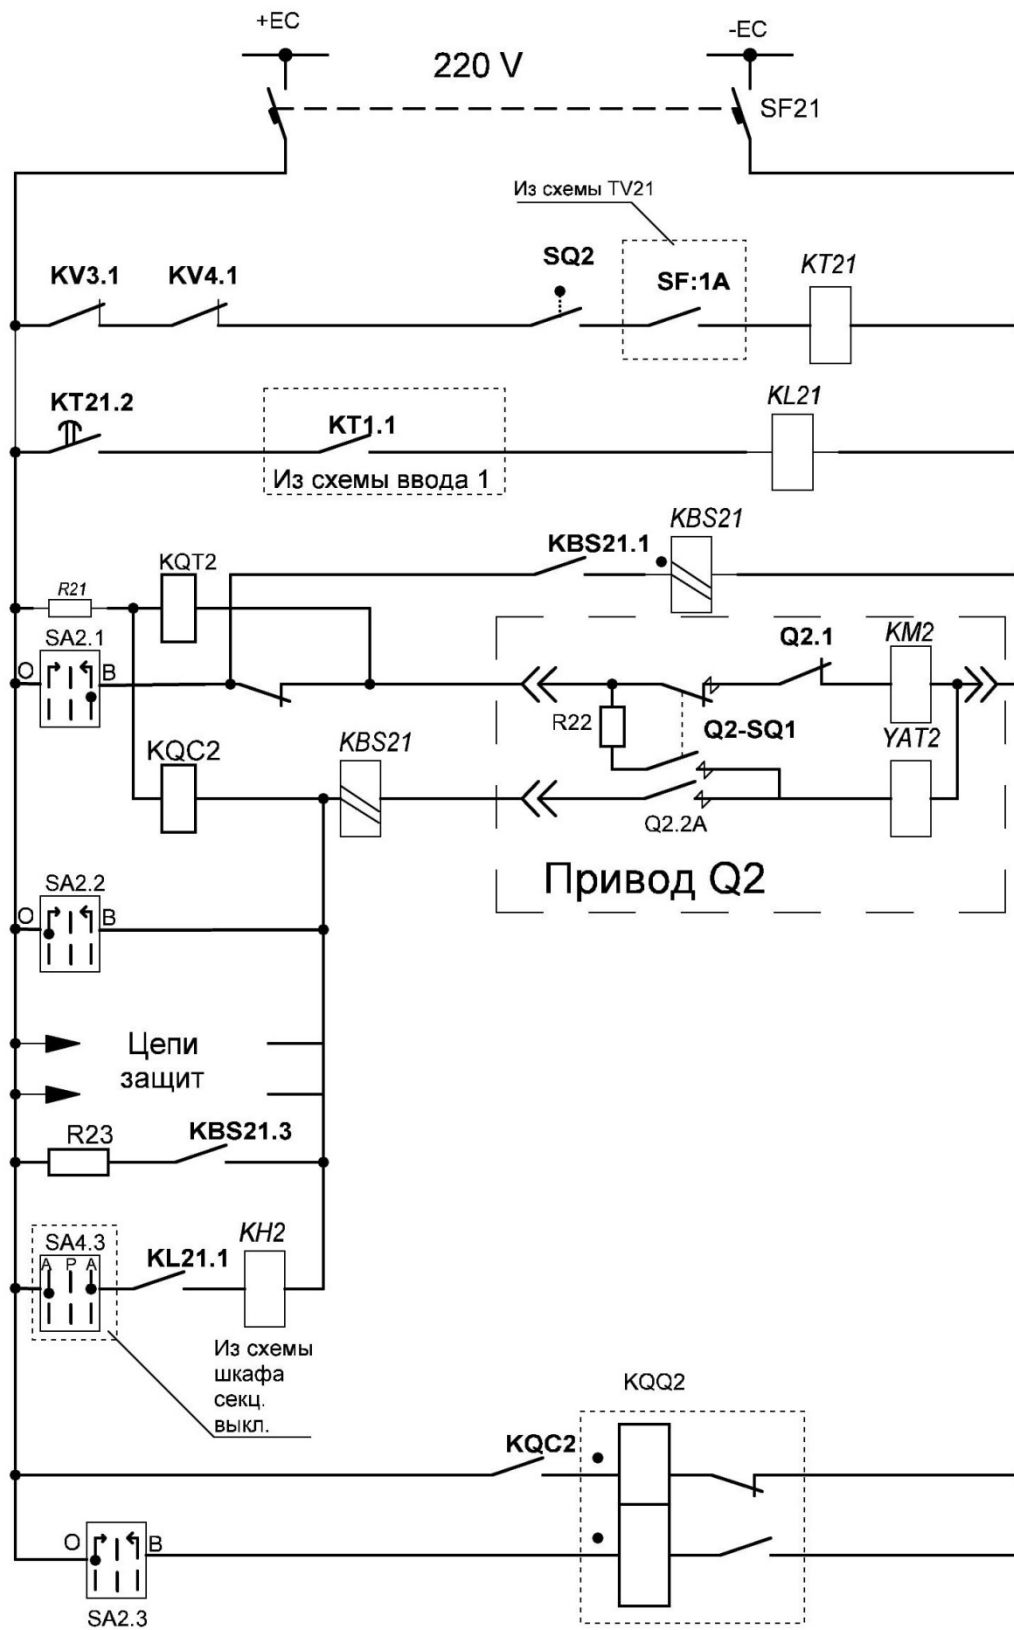 +EC
-EC
220 V
SF21
Из схемы TV21
KV3.1
KV4.1
SQ2
SF:1A
KT21
KT21.2
KT1.1
KL21
Из схемы ввода 1
KBS21.1
KBS21
KQT2
R21
SA2.1
O
B
Q2.1
KM2
R22
Q2-SQ1
YAT2
KQC2
KBS21
Q2.2A
Привод Q2
SA2.2
O
B
Цепи
защит
R23
KBS21.3
SA4.3
A P A
KL21.1
KH2
Из схемы
шкафа
секц.
выкл.
KQQ2
KQC2
O
B
SA2.3